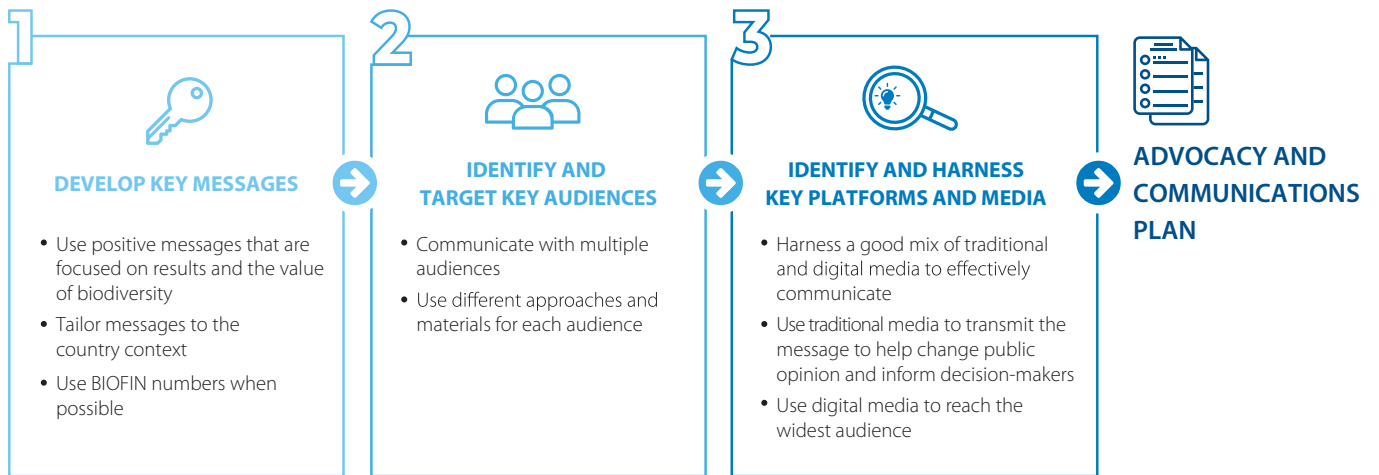 1
DEVELOP KEY MESSAGES
• Use positive messages that are
focused on results and the value
of biodiversity
• Tailor messages to the
country context
• Use BIOFIN numbers when
possible
2
IDENTIFY AND
TARGET KEY AUDIENCES
• Communicate with multiple
audiences
• Use different approaches and
materials for each audience
3
IDENTIFY AND HARNESS
KEY PLATFORMS AND MEDIA
• Harness a good mix of traditional
and digital media to effectively
communicate
• Use traditional media to transmit the
message to help change public
opinion and inform decision-makers
• Use digital media to reach the
widest audience
ADVOCACY AND
COMMUNICATIONS
PLAN